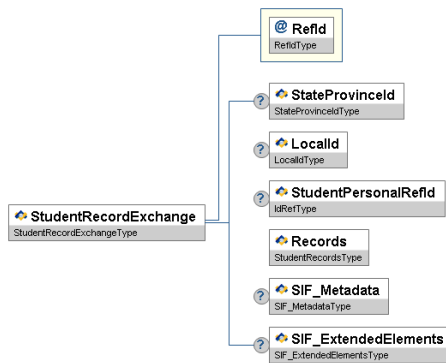 @ RefId
RefIdType
? StateProvinceId
StateProvinceIdType
? LocalId
LocalIdType
StudentRecordExchange
StudentRecordExchangeType
? StudentPersonalRefId
IdRefType
Records
StudentRecordsType
? SIF_Metadata
SIF_MetadataType
? SIF_ExtendedElements
SIF_ExtendedElementsType